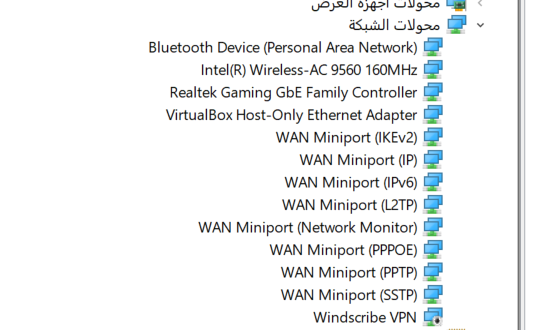 محولات أجهزة العرض
محولات الشبكة
Bluetooth Device (Personal Area Network)
Intel(R) Wireless-AC 9560 160MHz
Realtek Gaming GbE Family Controller
VirtualBox Host-Only Ethernet Adapter
WAN Miniport (IKEv2)
WAN Miniport (IP)
WAN Miniport (IPv6)
WAN Miniport (L2TP)
WAN Miniport (Network Monitor)
WAN Miniport (PPPOE)
WAN Miniport (PPTP)
WAN Miniport (SSTP)
Windscribe VPN